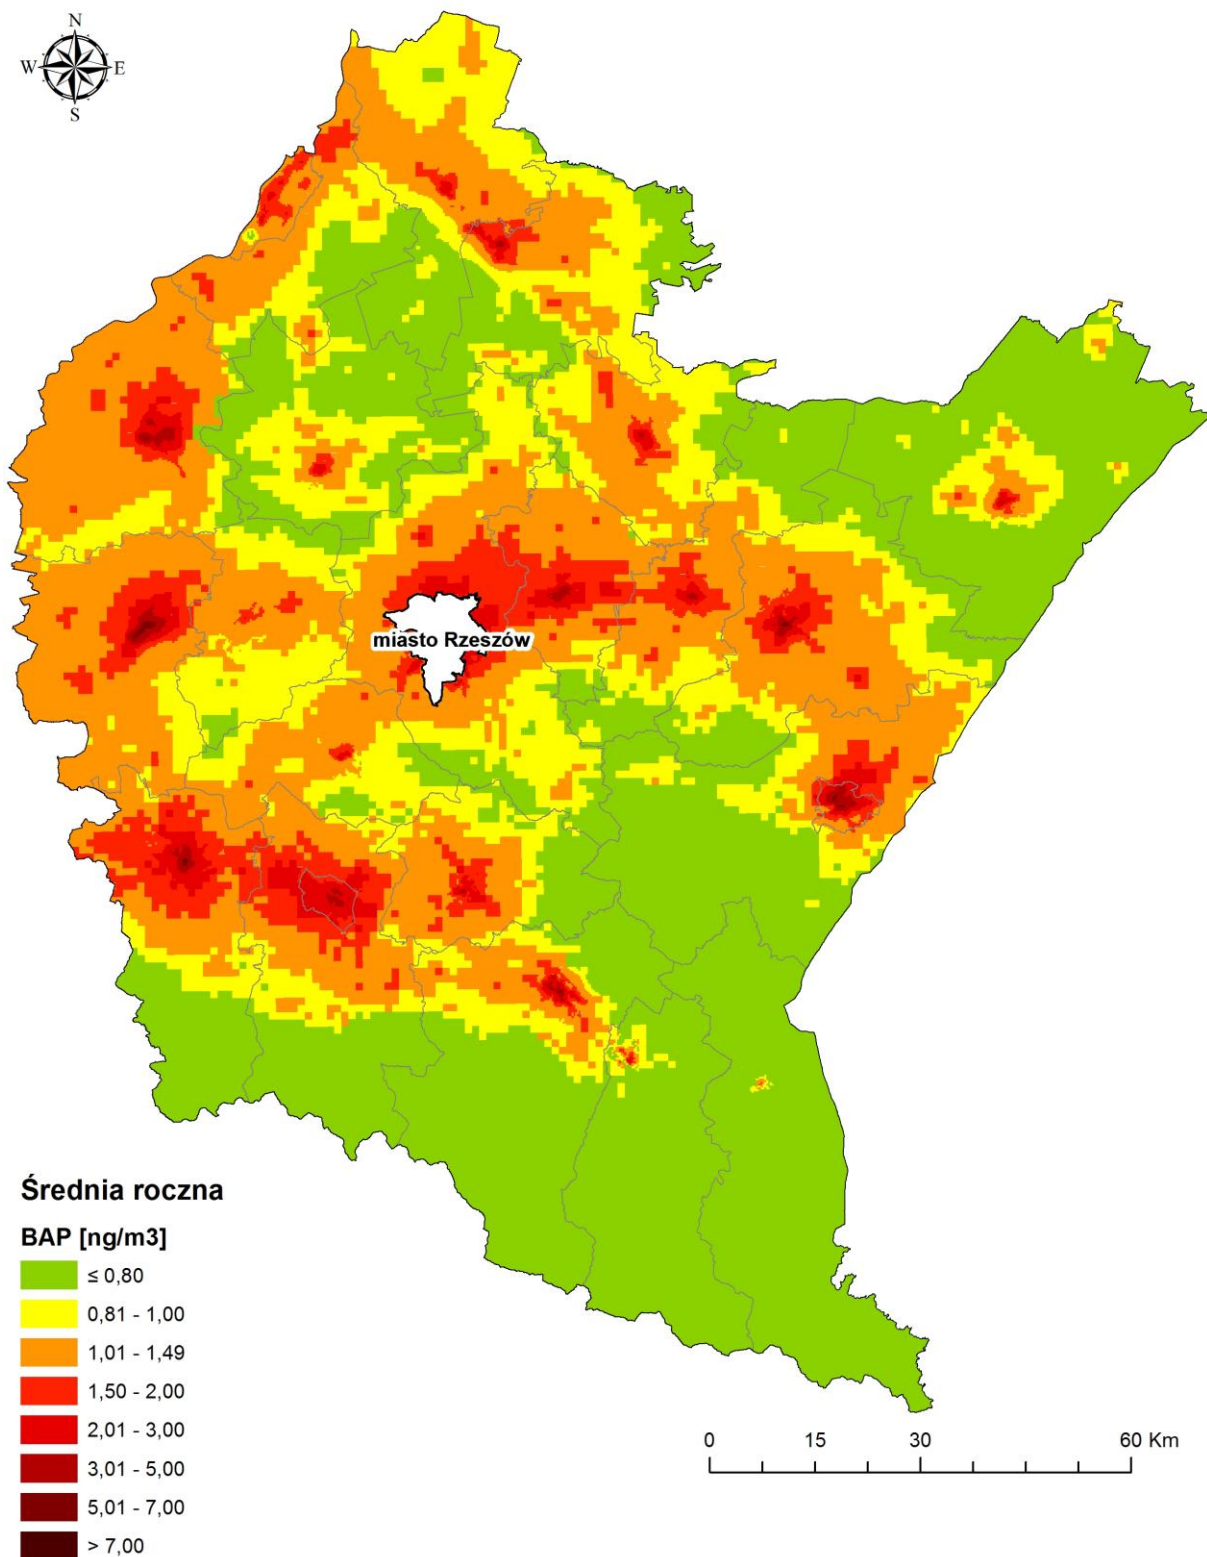 N
W E
S
miasto Rzeszów
Średnia roczna
BAP [ng/m3]
≤ 0,80
0,81 - 1,00
1,01 - 1,49
1,50 - 2,00
2,01 - 3,00
3,01 - 5,00
5,01 - 7,00
> 7,00
0 15 30 60 Km